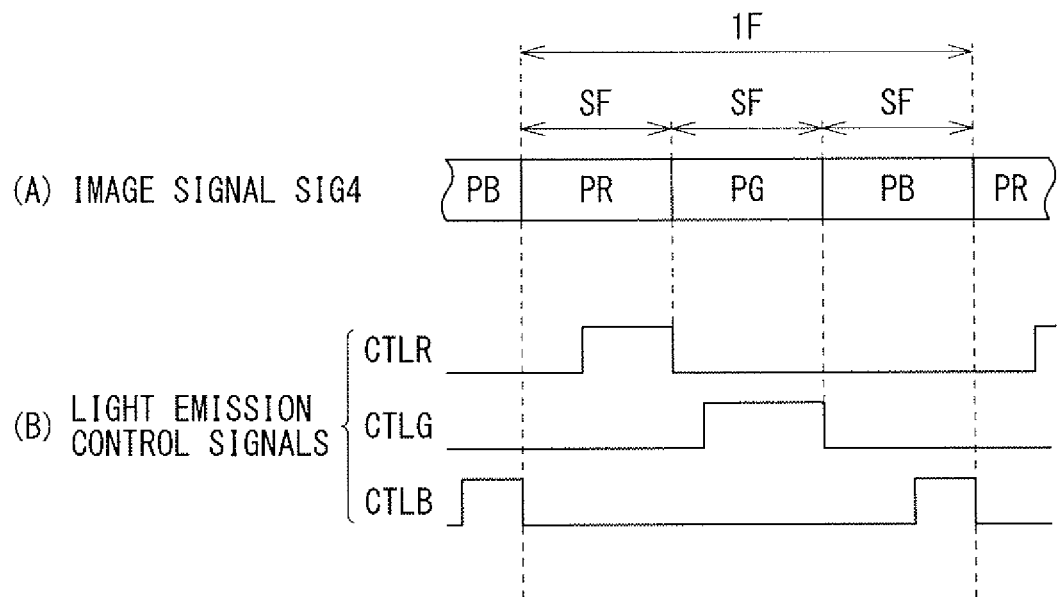 1F
SF SF SF
(A) IMAGE SIGNAL SIG4
PB PR PG PB PR
CTLR
(B) LIGHT EMISSION
CONTROL SIGNALS
CTLG
CTLB